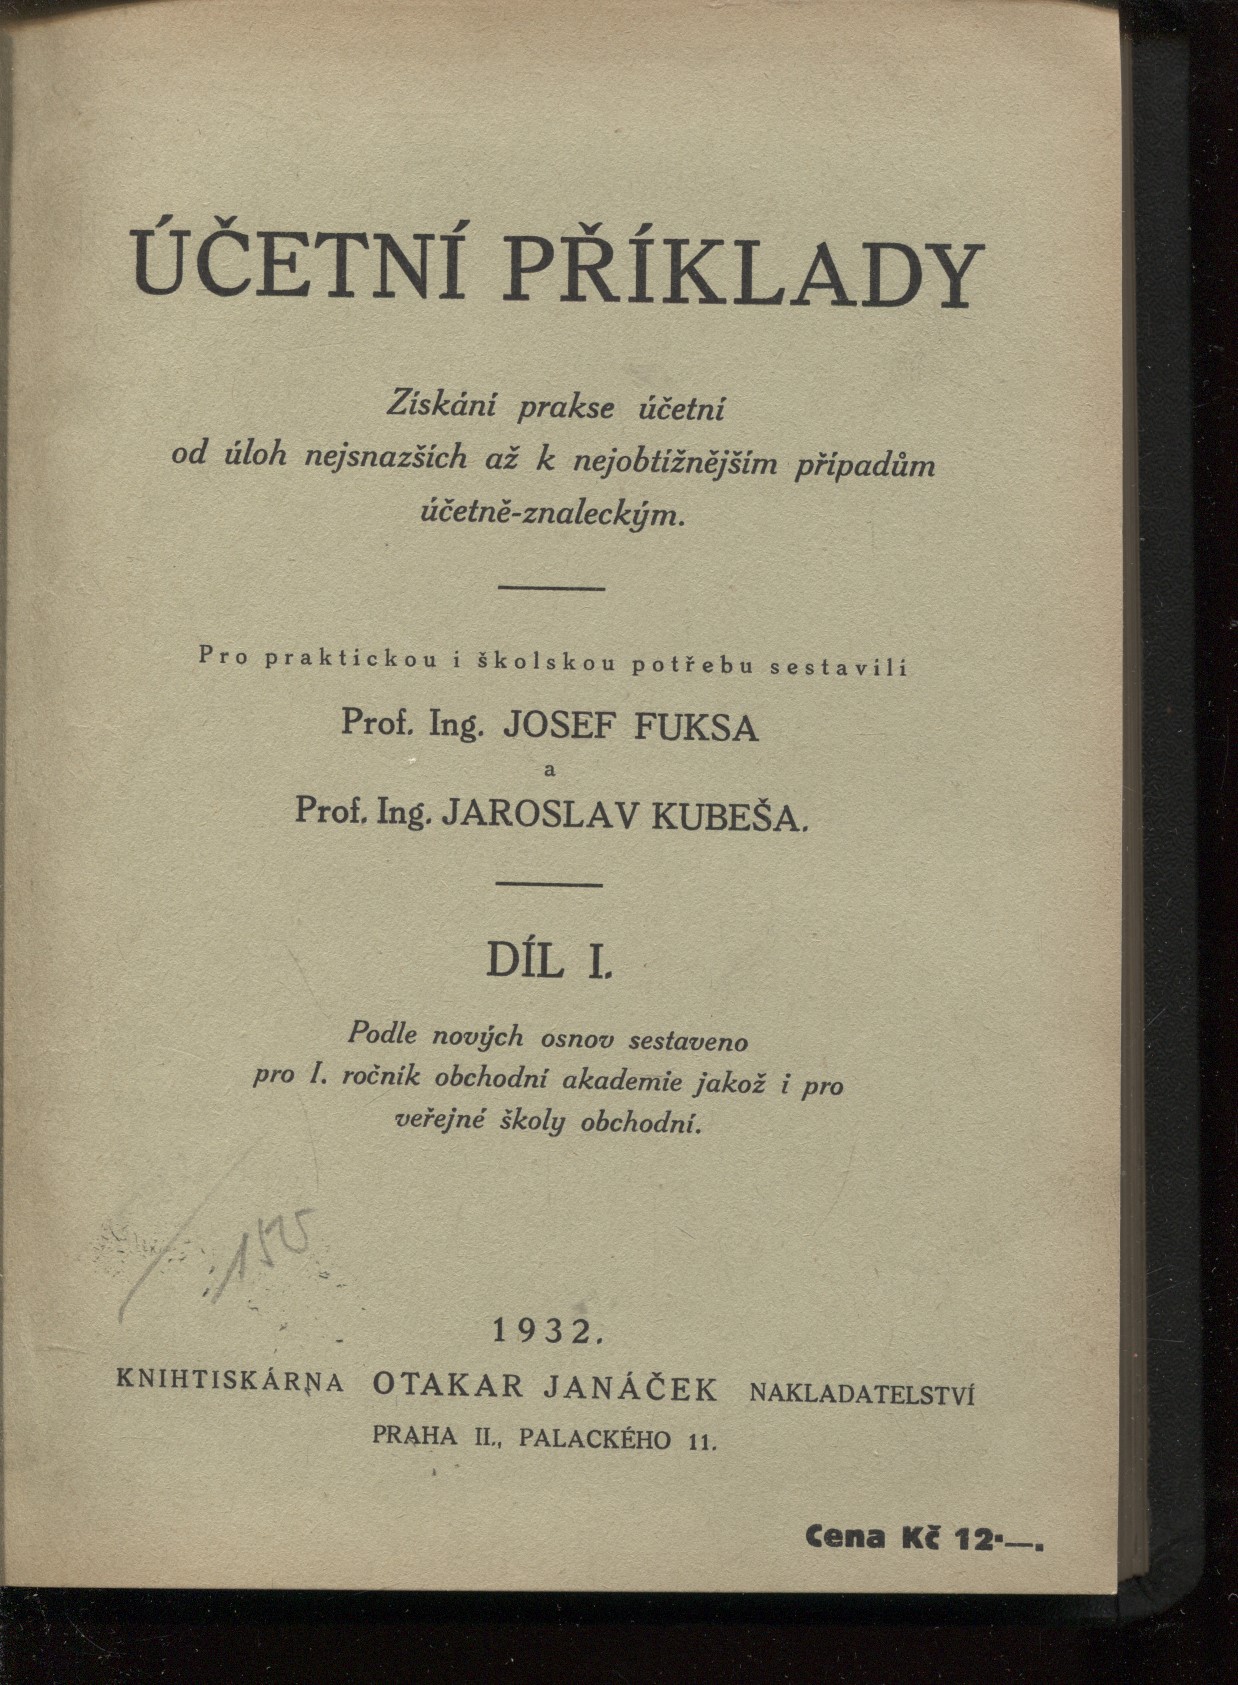 ÚČETNÍ PŘÍKLADY
Získání prakse účetní
od úloh nejsnazších až k nejobtížnějším případům
účetně-znaleckým.
Pro praktickou i školskou potřebu sestavili
Prof. Ing. JOSEF FUKSA
a
Prof. Ing. JAROSLAV KUBEŠA.
DÍL I.
Podle nových osnov sestaveno
pro I. ročník obchodní akademie jakož i pro
veřejné školy obchodní.
1932.
KNIHTISKÁRNA OTAKAR JANÁČEK NAKLADATELSTVÍ
PRAHA II., PALACKÉHO 11.
Cena Kč 12·—.